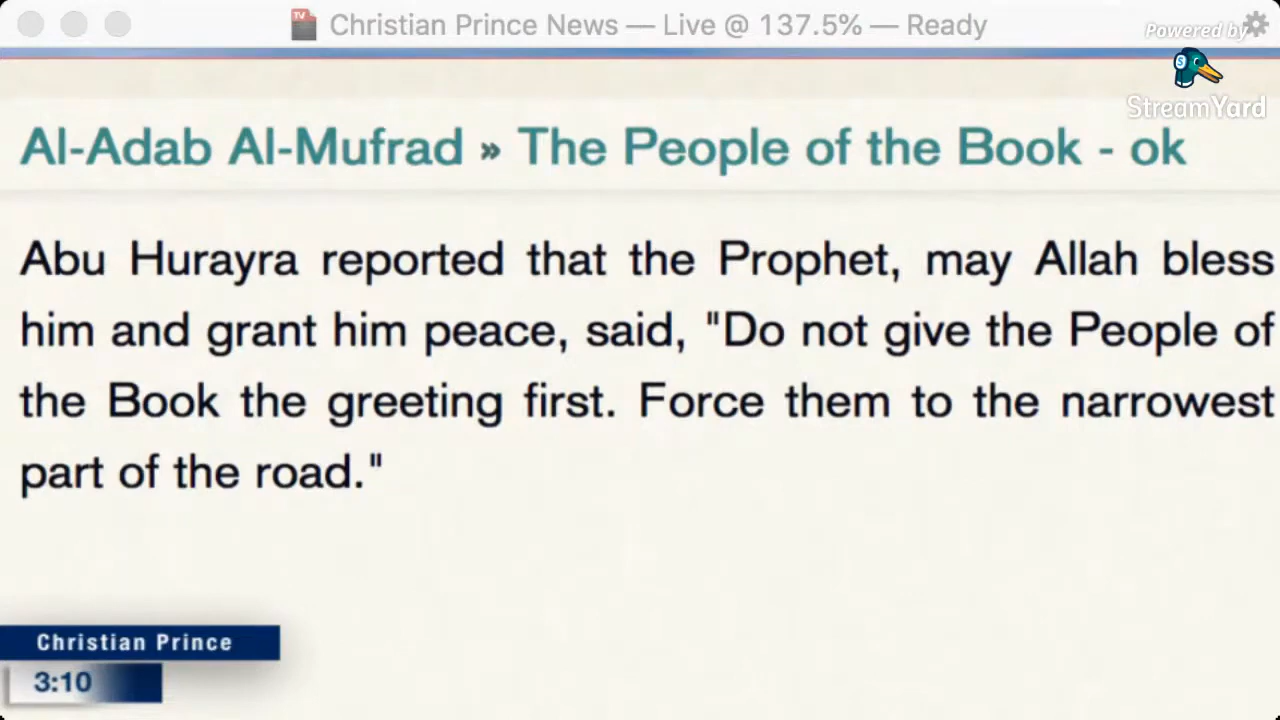 TV
Christian Prince News — Live @ 137.5% — Ready
Powered by
S
StreamYard
Al-Adab Al-Mufrad » The People of the Book - ok
Abu Hurayra reported that the Prophet, may Allah bless
him and grant him peace, said, "Do not give the People of
the Book the greeting first. Force them to the narrowest
part of the road."
Christian Prince
3:10